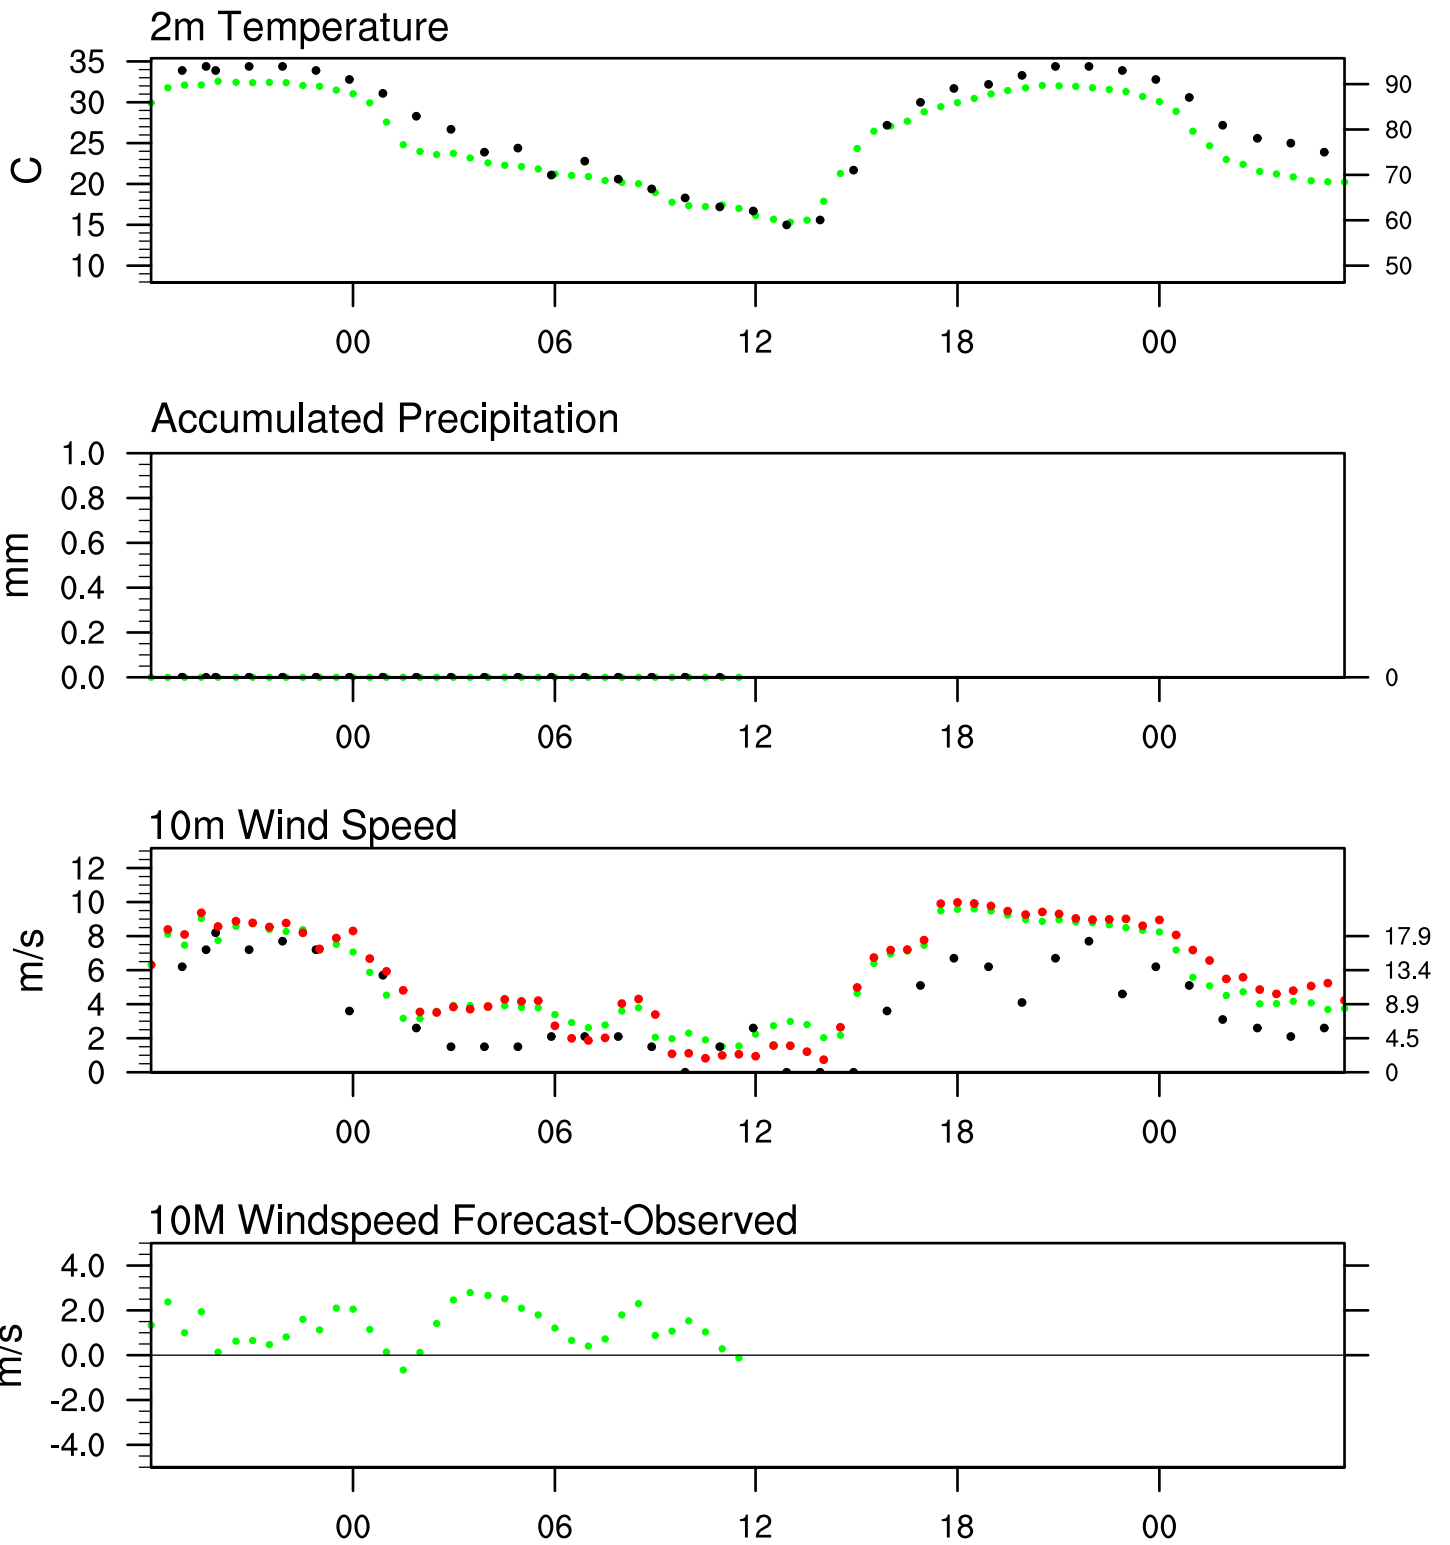 2m Temperature
35
30
25
20
15
10
C
90
80
70
60
50
00 06 12 18 00
Accumulated Precipitation
1.0
0.8
0.6
0.4
0.2
0.0
mm
0
00 06 12 18 00
10m Wind Speed
12
10
8
6
4
2
0
m/s
17.9
13.4
8.9
4.5
0
00 06 12 18 00
10M Windspeed Forecast-Observed
4.0
2.0
0.0
-2.0
-4.0
m/s
00 06 12 18 00